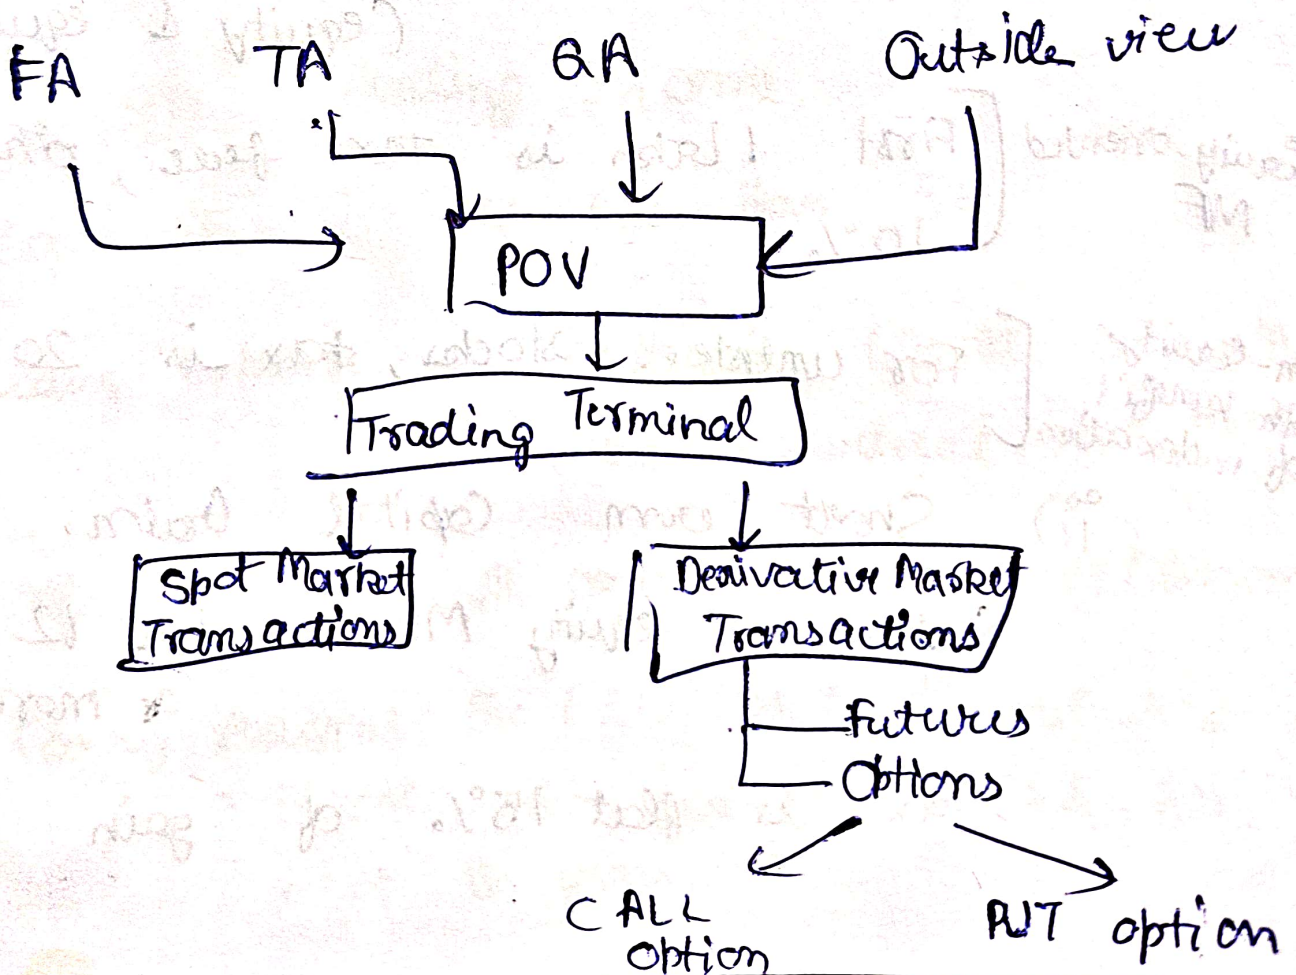 FA TA QA Outside view
POV
Trading Terminal
Spot Market
Transactions
Derivative Market
Transactions
Futures
Options
CALL
option
PUT option